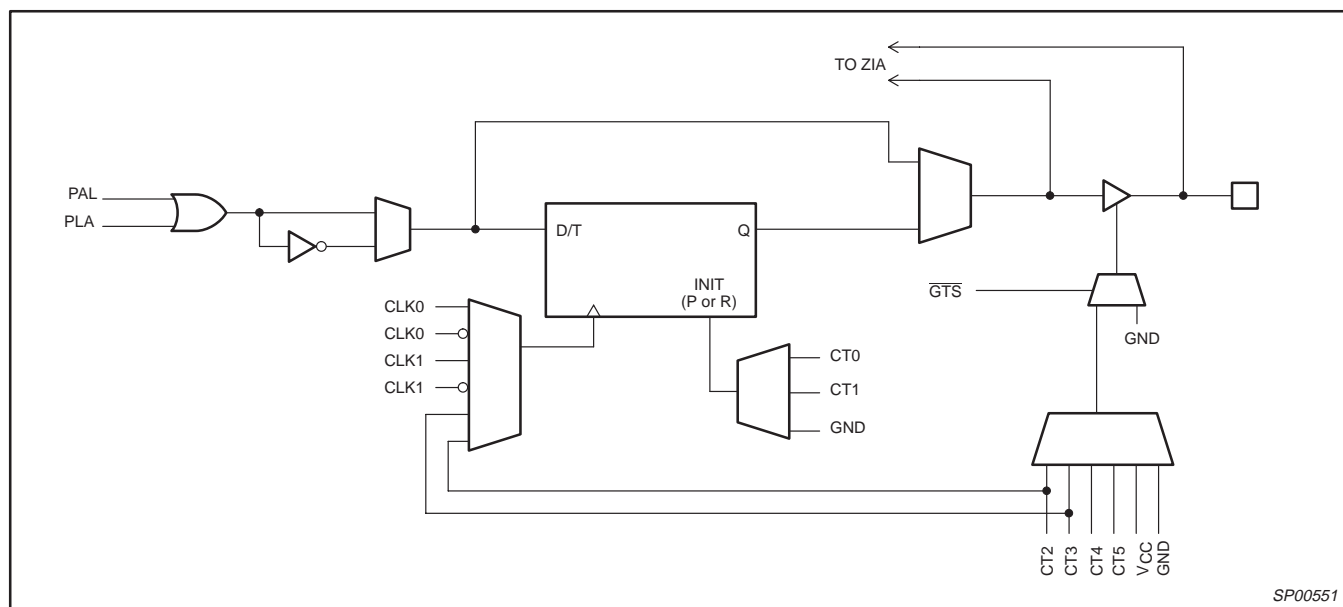 TO ZIA
PAL
PLA
D/T
Q
INIT
(P or R)
GTS
GND
CLK0
CLK0
CLK1
CLK1
CT0
CT1
GND
CT2
CT3
CT4
CT5
VCC
GND
SP00551